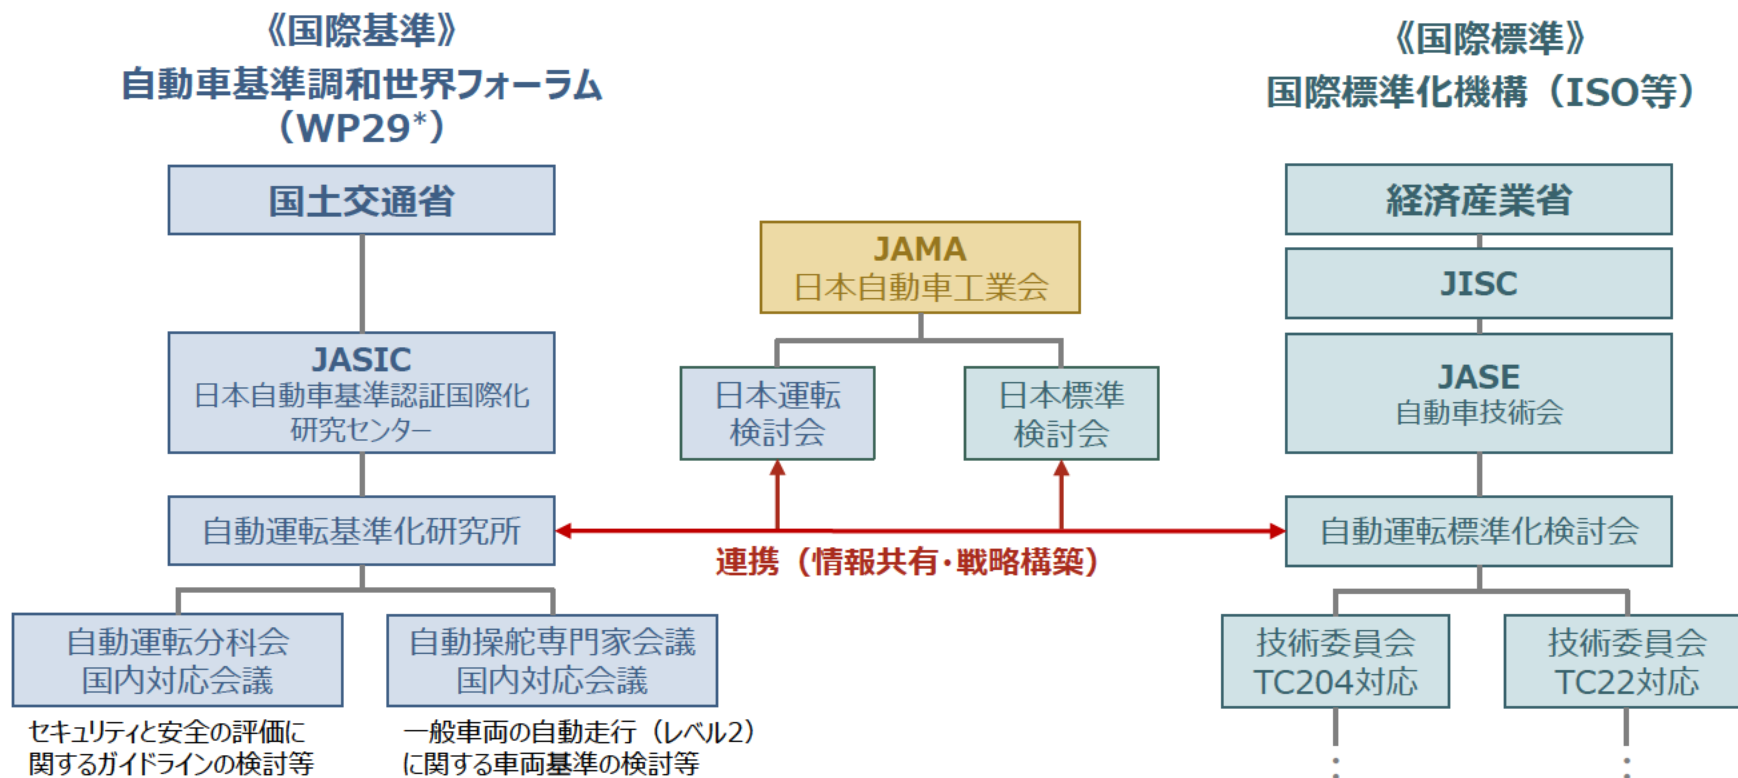 《国際基準》
自動車基準調和世界フォーラム
（WP29*）
国土交通省
JASIC
日本自動車基準認証国際化
研究センター
自動運転基準化研究所
自動運転分科会
国内対応会議
セキュリティと安全の評価に
関するガイドラインの検討等
自動操舵専門家会議
国内対応会議
一般車両の自動走行（レベル2）
に関する車両基準の検討等
JAMA
日本自動車工業会
日本運転
検討会
日本標準
検討会
連携（情報共有・戦略構築）
《国際標準》
国際標準化機構（ISO等）
経済産業省
JISC
JASE
自動車技術会
自動運転標準化検討会
技術委員会
TC204対応
技術委員会
TC22対応